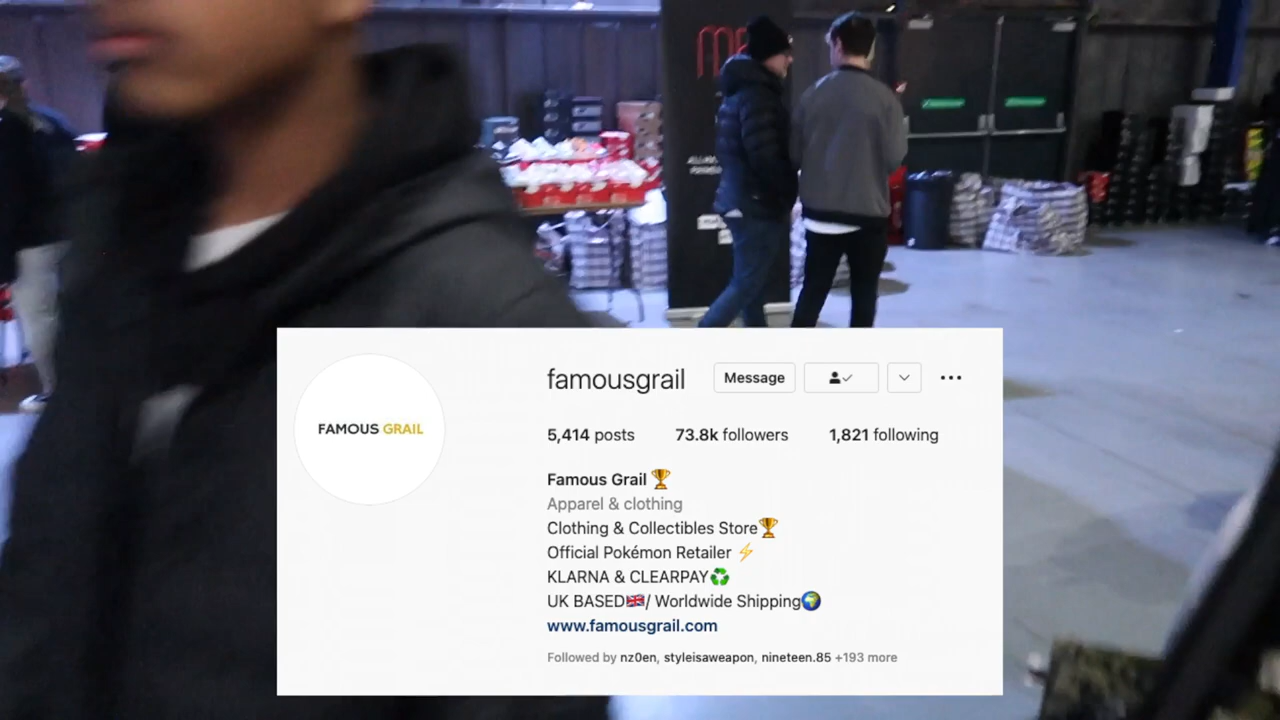 famousgrail
Message
5,414 posts
73.8k followers
1,821 following
FAMOUS GRAIL
Famous Grail 🏆
Apparel & clothing
Clothing & Collectibles Store🏆
Official Pokémon Retailer ⚡
KLARNA & CLEARPAY♻️
UK BASED🇬🇧/ Worldwide Shipping🌍
www.famousgrail.com
Followed by nz0en, styleisaweapon, nineteen.85 +193 more